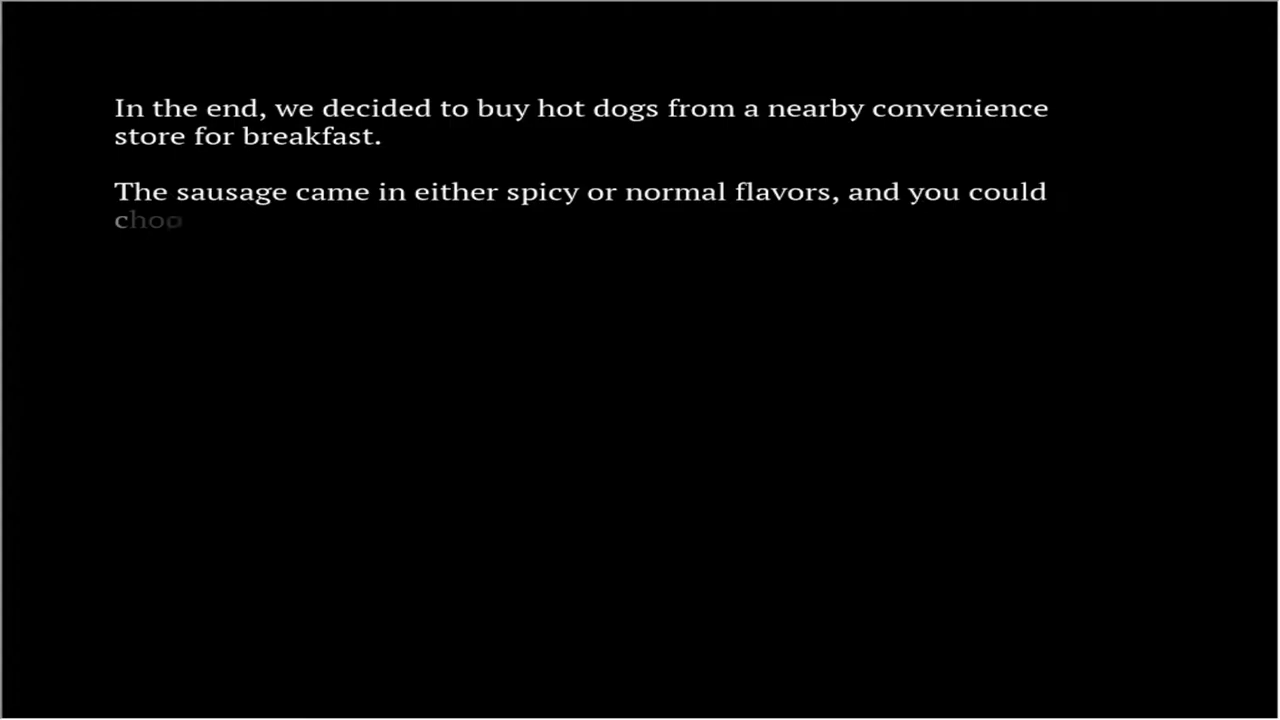 In the end, we decided to buy hot dogs from a nearby convenience
store for breakfast.
The sausage came in either spicy or normal flavors, and you could
choo